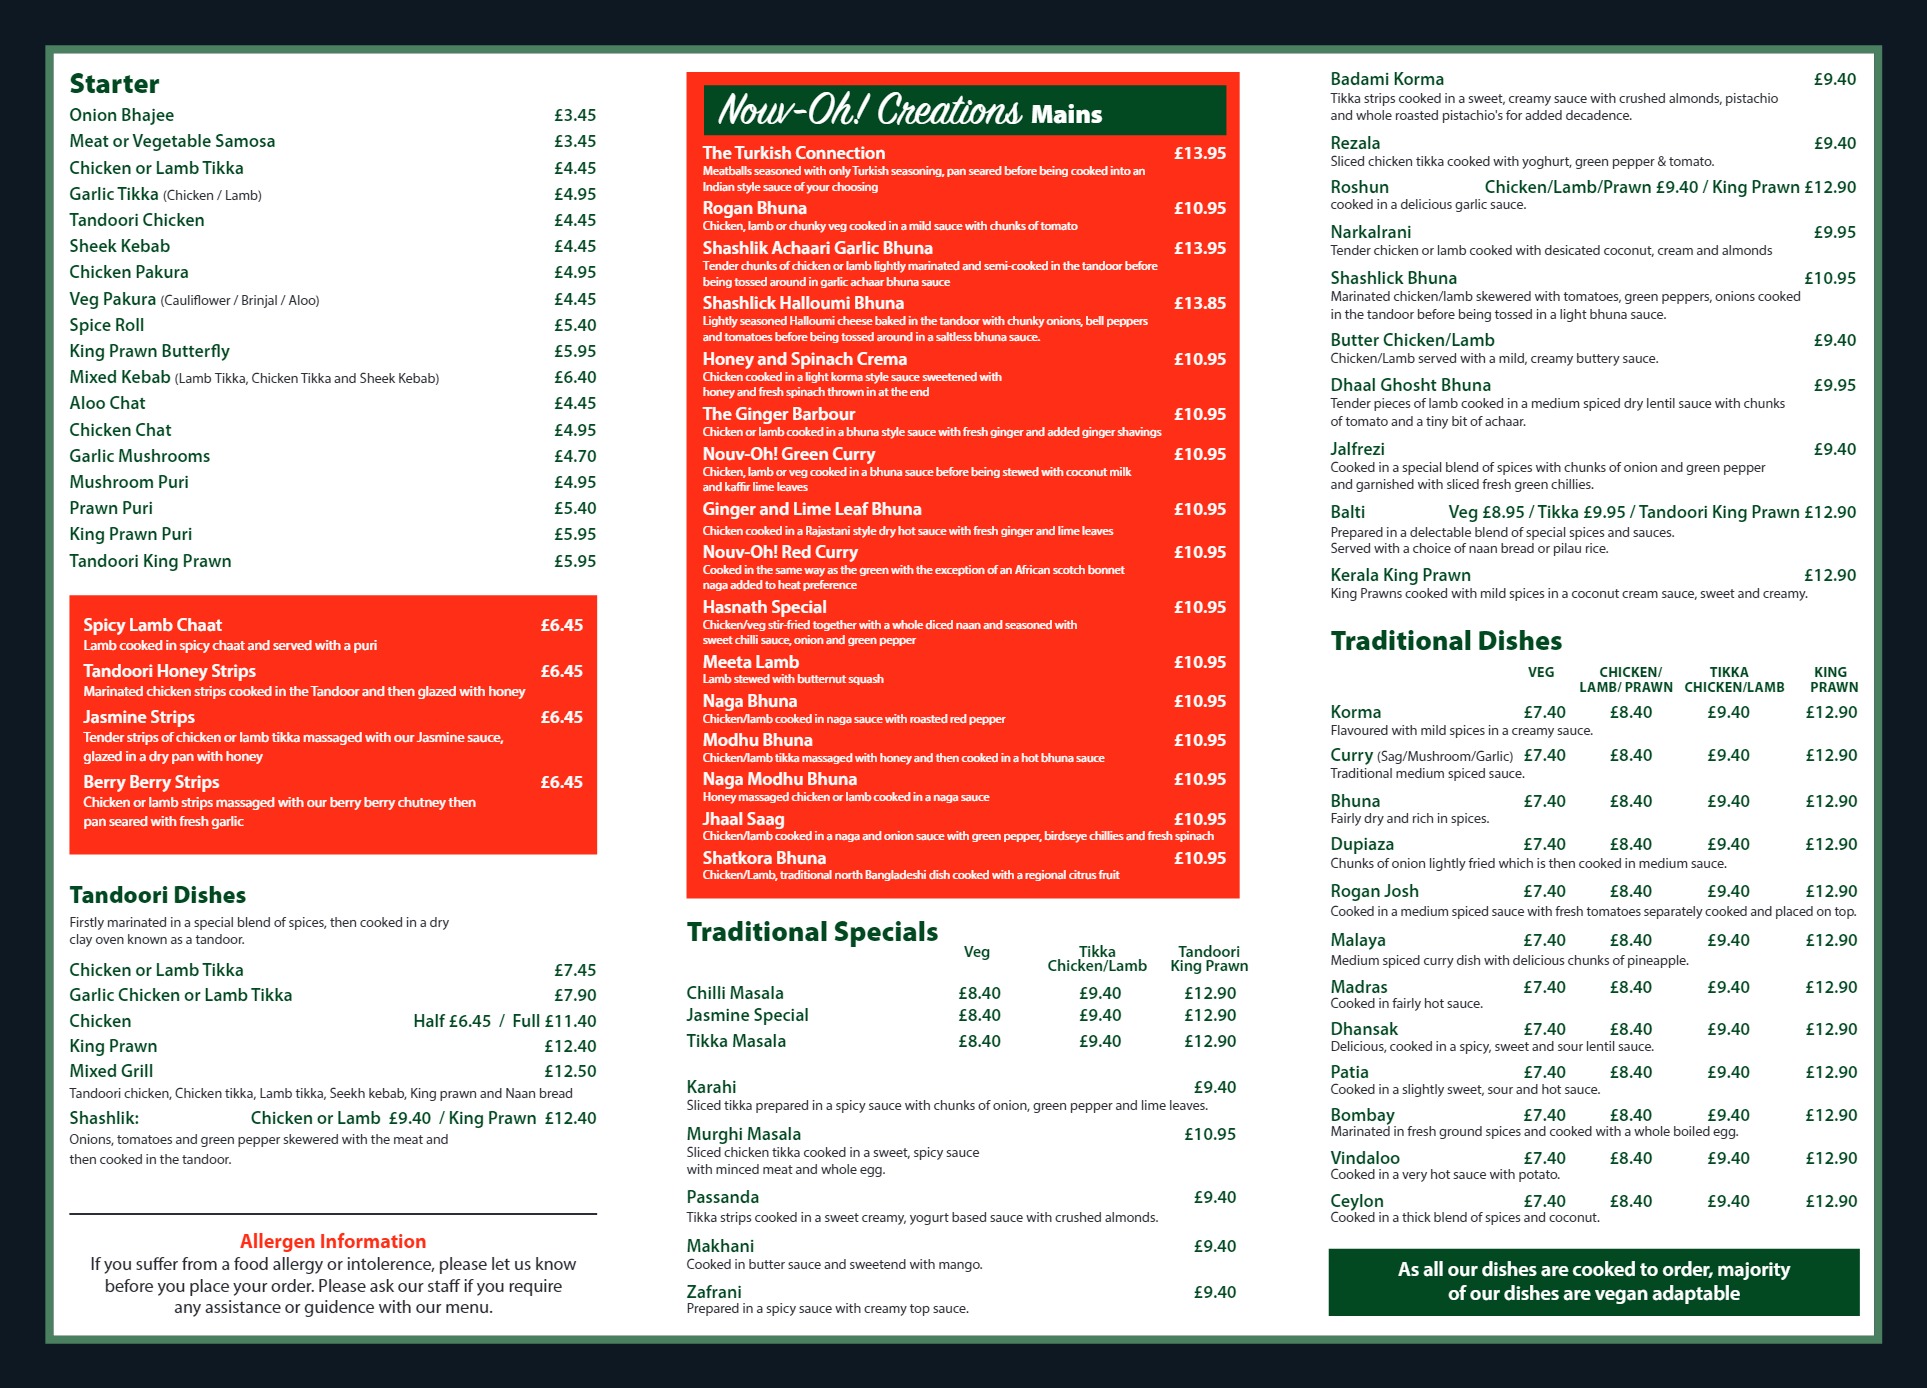 Starter
Onion Bhajee £3.45
Meat or Vegetable Samosa £3.45
Chicken or Lamb Tikka £4.45
Garlic Tikka (Chicken / Lamb) £4.95
Tandoori Chicken £4.45
Sheek Kebab £4.45
Chicken Pakura £4.95
Veg Pakura (Cauliflower / Brinjal / Aloo) £4.45
Spice Roll £5.40
King Prawn Butterfly £5.95
Mixed Kebab (Lamb Tikka, Chicken Tikka and Sheek Kebab) £6.40
Aloo Chat £4.45
Chicken Chat £4.95
Garlic Mushrooms £4.70
Mushroom Puri £4.95
Prawn Puri £5.40
King Prawn Puri £5.95
Tandoori King Prawn £5.95
Spicy Lamb Chaat £6.45
Lamb cooked in spicy chaat and served with a puri
Tandoori Honey Strips £6.45
Marinated chicken strips cooked in the Tandoor and then glazed with honey
Jasmine Strips £6.45
Tender strips of chicken or lamb tikka massaged with our Jasmine sauce,
glazed in a dry pan with honey
Berry Berry Strips £6.45
Chicken or lamb strips massaged with our berry berry chutney then
pan seared with fresh garlic
Tandoori Dishes
Firstly marinated in a special blend of spices, then cooked in a dry
clay oven known as a tandoor.
Chicken or Lamb Tikka £7.45
Garlic Chicken or Lamb Tikka £7.90
Chicken Half £6.45 / Full £11.40
King Prawn £12.40
Mixed Grill £12.50
Tandoori chicken, Chicken tikka, Lamb tikka, Seekh kebab, King prawn and Naan bread
Shashlik: Chicken or Lamb £9.40 / King Prawn £12.40
Onions, tomatoes and green pepper skewered with the meat and
then cooked in the tandoor.
Allergen Information
If you suffer from a food allergy or intolerence, please let us know
before you place your order. Please ask our staff if you require
any assistance or guidence with our menu.
Nouv-Oh! Creations Mains
The Turkish Connection £13.95
Meatballs seasoned with only Turkish seasoning, pan seared before being cooked into an
Indian style sauce of your choosing
Rogan Bhuna £10.95
Chicken, lamb or chunky veg cooked in a mild sauce with chunks of tomato
Shashlik Achaari Garlic Bhuna £13.95
Tender chunks of chicken or lamb lightly marinated and semi-cooked in the tandoor before
being tossed around in garlic achaar bhuna sauce
Shashlick Halloumi Bhuna £13.85
Lightly seasoned Halloumi cheese baked in the tandoor with chunky onions, bell peppers
and tomatoes before being tossed around in a saltless bhuna sauce.
Honey and Spinach Crema £10.95
Chicken cooked in a light korma style sauce sweetened with
honey and fresh spinach thrown in at the end
The Ginger Barbour £10.95
Chicken or lamb cooked in a bhuna style sauce with fresh ginger and added ginger shavings
Nouv-Oh! Green Curry £10.95
Chicken, lamb or veg cooked in a bhuna sauce before being stewed with coconut milk
and kaffir lime leaves
Ginger and Lime Leaf Bhuna £10.95
Chicken cooked in a Rajastani style dry hot sauce with fresh ginger and lime leaves
Nouv-Oh! Red Curry £10.95
Cooked in the same way as the green with the exception of an African scotch bonnet
naga added to heat preference
Hasnath Special £10.95
Chicken/veg stir-fried together with a whole diced naan and seasoned with
sweet chilli sauce, onion and green pepper
Meeta Lamb £10.95
Lamb stewed with butternut squash
Naga Bhuna £10.95
Chicken/lamb cooked in naga sauce with roasted red pepper
Modhu Bhuna £10.95
Chicken/lamb tikka massaged with honey and then cooked in a hot bhuna sauce
Naga Modhu Bhuna £10.95
Honey massaged chicken or lamb cooked in a naga sauce
Jhaal Saag £10.95
Chicken/lamb cooked in a naga and onion sauce with green pepper, birdseye chillies and fresh spinach
Shatkora Bhuna £10.95
Chicken/Lamb, traditional north Bangladeshi dish cooked with a regional citrus fruit
Traditional Specials
Veg Tikka Tandoori
Chicken/Lamb King Prawn
Chilli Masala £8.40 £9.40 £12.90
Jasmine Special £8.40 £9.40 £12.90
Tikka Masala £8.40 £9.40 £12.90
Karahi £9.40
Sliced tikka prepared in a spicy sauce with chunks of onion, green pepper and lime leaves.
Murghi Masala £10.95
Sliced chicken tikka cooked in a sweet, spicy sauce
with minced meat and whole egg.
Passanda £9.40
Tikka strips cooked in a sweet creamy, yogurt based sauce with crushed almonds.
Makhani £9.40
Cooked in butter sauce and sweetend with mango.
Zafrani £9.40
Prepared in a spicy sauce with creamy top sauce.
Badami Korma £9.40
Tikka strips cooked in a sweet, creamy sauce with crushed almonds, pistachio
and whole roasted pistachio's for added decadence.
Rezala £9.40
Sliced chicken tikka cooked with yoghurt, green pepper & tomato.
Roshun Chicken/Lamb/Prawn £9.40 / King Prawn £12.90
cooked in a delicious garlic sauce.
Narkalrani £9.95
Tender chicken or lamb cooked with desicated coconut, cream and almonds
Shashlick Bhuna £10.95
Marinated chicken/lamb skewered with tomatoes, green peppers, onions cooked
in the tandoor before being tossed in a light bhuna sauce.
Butter Chicken/Lamb £9.40
Chicken/Lamb served with a mild, creamy buttery sauce.
Dhaal Ghosht Bhuna £9.95
Tender pieces of lamb cooked in a medium spiced dry lentil sauce with chunks
of tomato and a tiny bit of achaar.
Jalfrezi £9.40
Cooked in a special blend of spices with chunks of onion and green pepper
and garnished with sliced fresh green chillies.
Balti Veg £8.95 / Tikka £9.95 / Tandoori King Prawn £12.90
Prepared in a delectable blend of special spices and sauces.
Served with a choice of naan bread or pilau rice.
Kerala King Prawn £12.90
King Prawns cooked with mild spices in a coconut cream sauce, sweet and creamy.
Traditional Dishes
VEG CHICKEN/ TIKKA KING
LAMB/ PRAWN CHICKEN/LAMB PRAWN
Korma £7.40 £8.40 £9.40 £12.90
Flavoured with mild spices in a creamy sauce.
Curry (Sag/Mushroom/Garlic) £7.40 £8.40 £9.40 £12.90
Traditional medium spiced sauce.
Bhuna £7.40 £8.40 £9.40 £12.90
Fairly dry and rich in spices.
Dupiaza £7.40 £8.40 £9.40 £12.90
Chunks of onion lightly fried which is then cooked in medium sauce.
Rogan Josh £7.40 £8.40 £9.40 £12.90
Cooked in a medium spiced sauce with fresh tomatoes separately cooked and placed on top.
Malaya £7.40 £8.40 £9.40 £12.90
Medium spiced curry dish with delicious chunks of pineapple.
Madras £7.40 £8.40 £9.40 £12.90
Cooked in fairly hot sauce.
Dhansak £7.40 £8.40 £9.40 £12.90
Delicious, cooked in a spicy, sweet and sour lentil sauce.
Patia £7.40 £8.40 £9.40 £12.90
Cooked in a slightly sweet, sour and hot sauce.
Bombay £7.40 £8.40 £9.40 £12.90
Marinated in fresh ground spices and cooked with a whole boiled egg.
Vindaloo £7.40 £8.40 £9.40 £12.90
Cooked in a very hot sauce with potato.
Ceylon £7.40 £8.40 £9.40 £12.90
Cooked in a thick blend of spices and coconut.
As all our dishes are cooked to order, majority
of our dishes are vegan adaptable